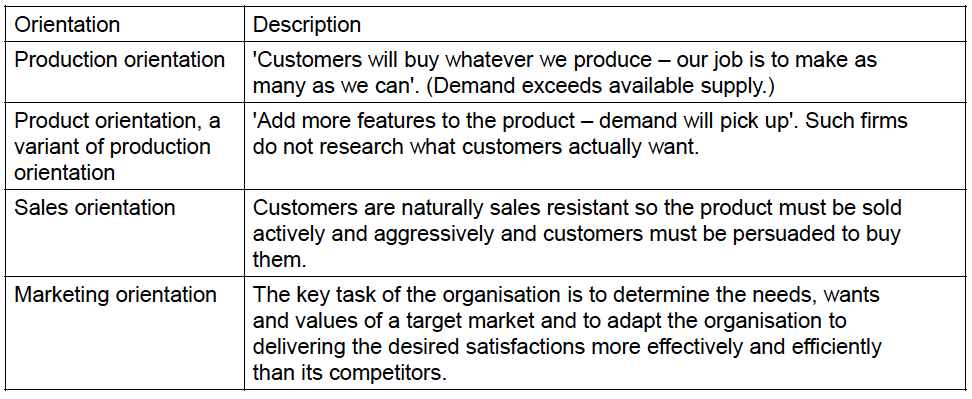 Orientation Description
Production orientation 'Customers will buy whatever we produce – our job is to make as
many as we can'. (Demand exceeds available supply.)
Product orientation, a
variant of production
orientation
'Add more features to the product – demand will pick up'. Such firms
do not research what customers actually want.
Sales orientation
Customers are naturally sales resistant so the product must be sold
actively and aggressively and customers must be persuaded to buy
them.
Marketing orientation
The key task of the organisation is to determine the needs, wants
and values of a target market and to adapt the organisation to
delivering the desired satisfactions more effectively and efficiently
than its competitors.